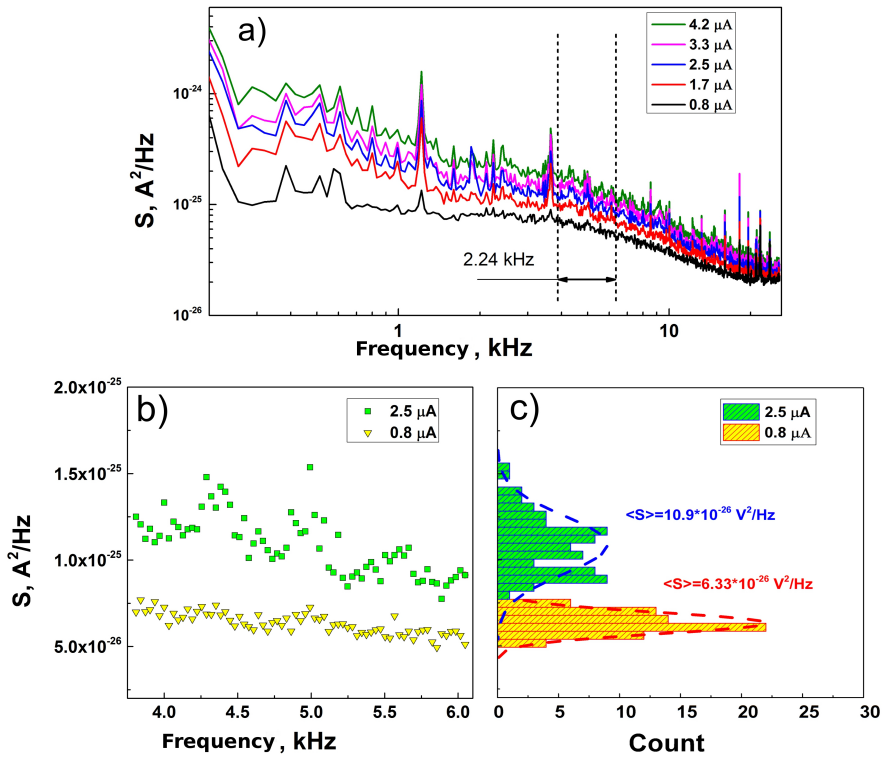 a)
4.2 μA
3.3 μA
2.5 μA
1.7 μA
0.8 μA
10⁻²⁴
10⁻²⁵
10⁻²⁶
S, A²/Hz
2.24 kHz
1 10
Frequency , kHz
b)
2.5 μA
0.8 μA
2.0x10⁻²⁵
1.5x10⁻²⁵
1.0x10⁻²⁵
5.0x10⁻²⁶
S, A²/Hz
4.0 4.5 5.0 5.5 6.0
Frequency , kHz
c)
2.5 μA
0.8 μA
<S>=10.9*10⁻²⁶ V²/Hz
<S>=6.33*10⁻²⁶ V²/Hz
0 5 10 15 20 25 30
Count